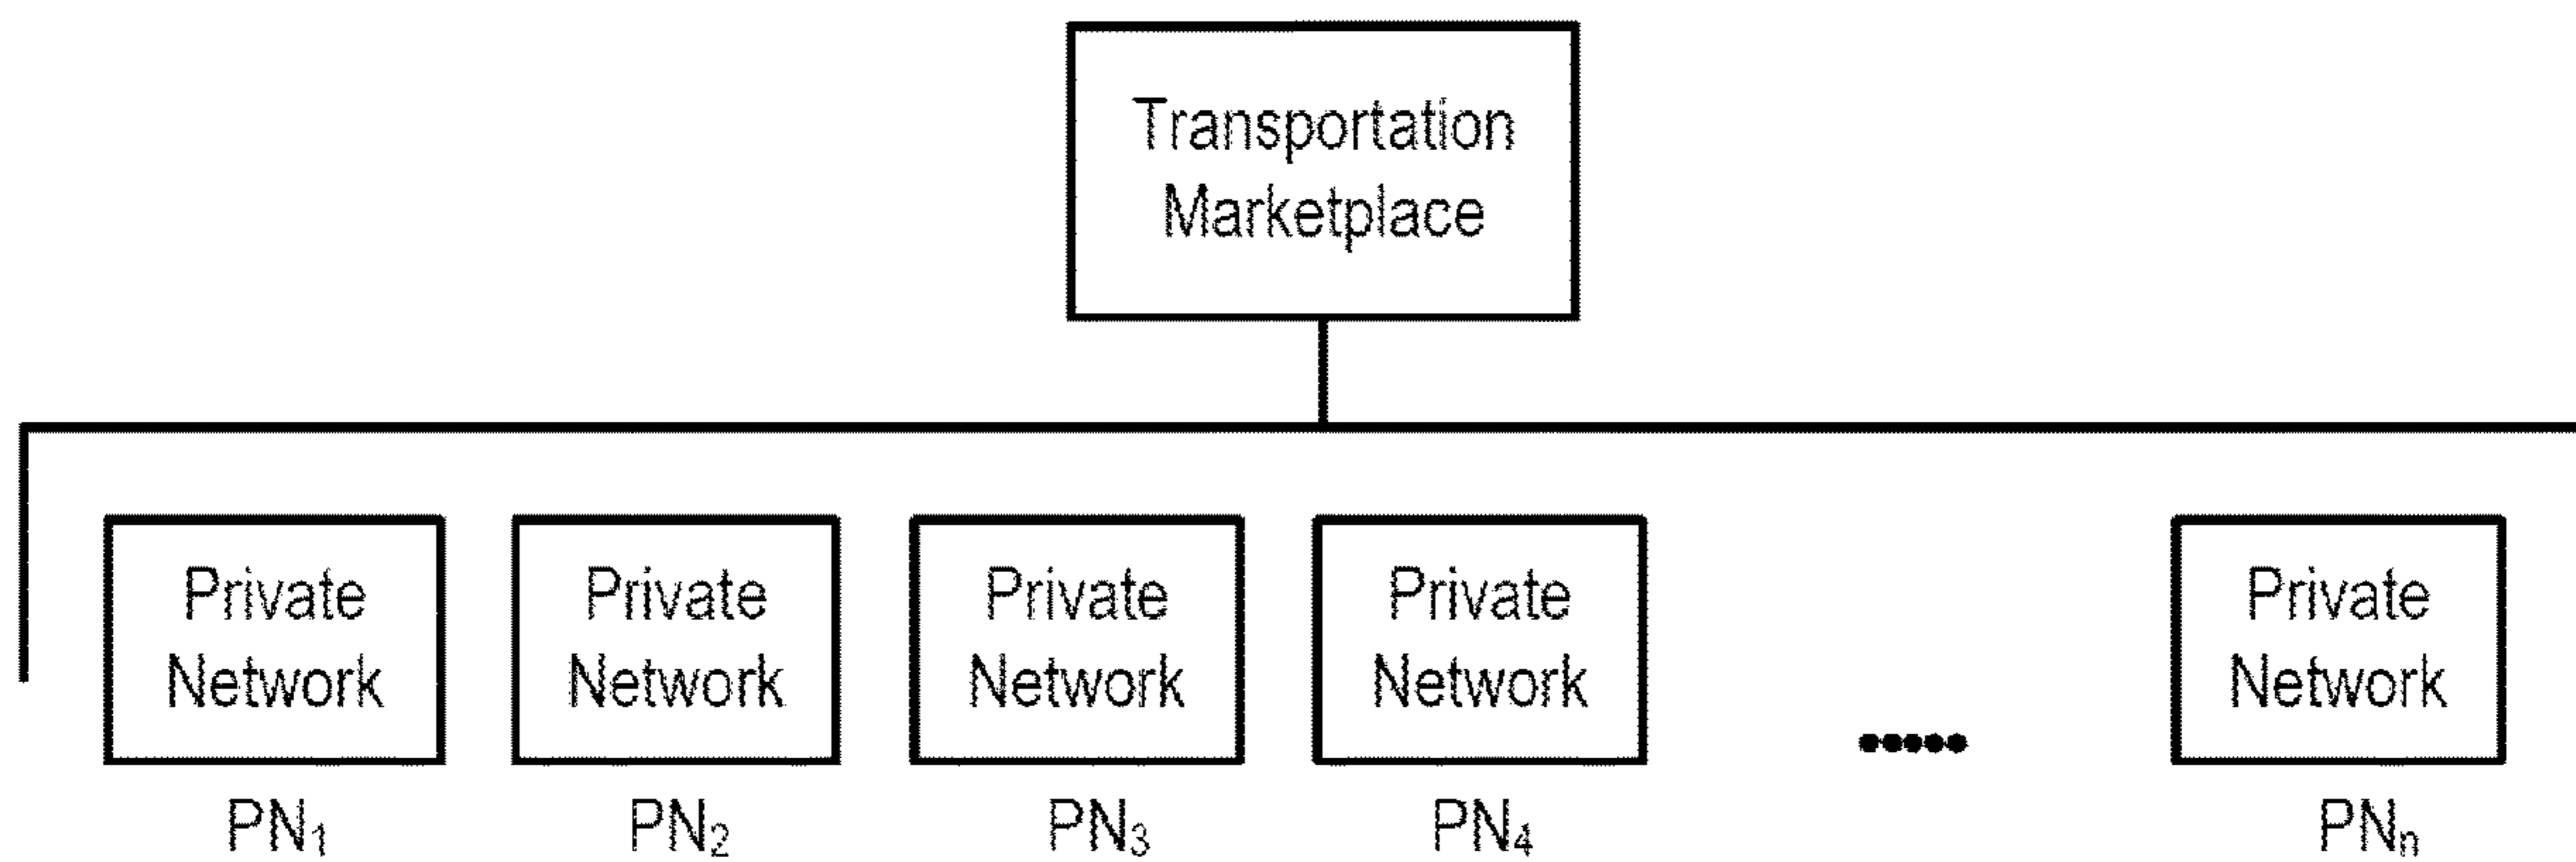 Transportation
Marketplace
Private Network
Private Network
Private Network
Private Network
Private Network
PN₁
PN₂
PN₃
PN₄
PNₙ